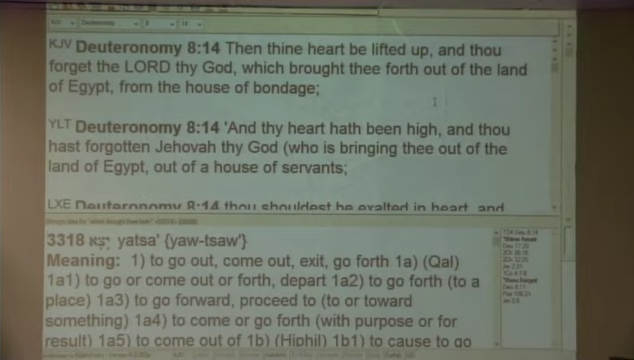 KJV Deuteronomy 8 14
KJV Deuteronomy 8:14 Then thine heart be lifted up, and thou
forget the LORD thy God, which brought thee forth out of the land
of Egypt, from the house of bondage;
YLT Deuteronomy 8:14 'And thy heart hath been high, and thou
hast forgotten Jehovah thy God (who is bringing thee out of the
land of Egypt, out of a house of servants;
LXE Deuteronomy 8:14 thou shouldest be exalted in heart, and
3318 יָצָא yatsa' {yaw-tsaw'}
Meaning: 1) to go out, come out, exit, go forth 1a) (Qal)
1a1) to go or come out or forth, depart 1a2) to go forth (to a
place) 1a3) to go forward, proceed to (to or toward
something) 1a4) to come or go forth (with purpose or for
result) 1a5) to come out of 1b) (Hiphil) 1b1) to cause to go